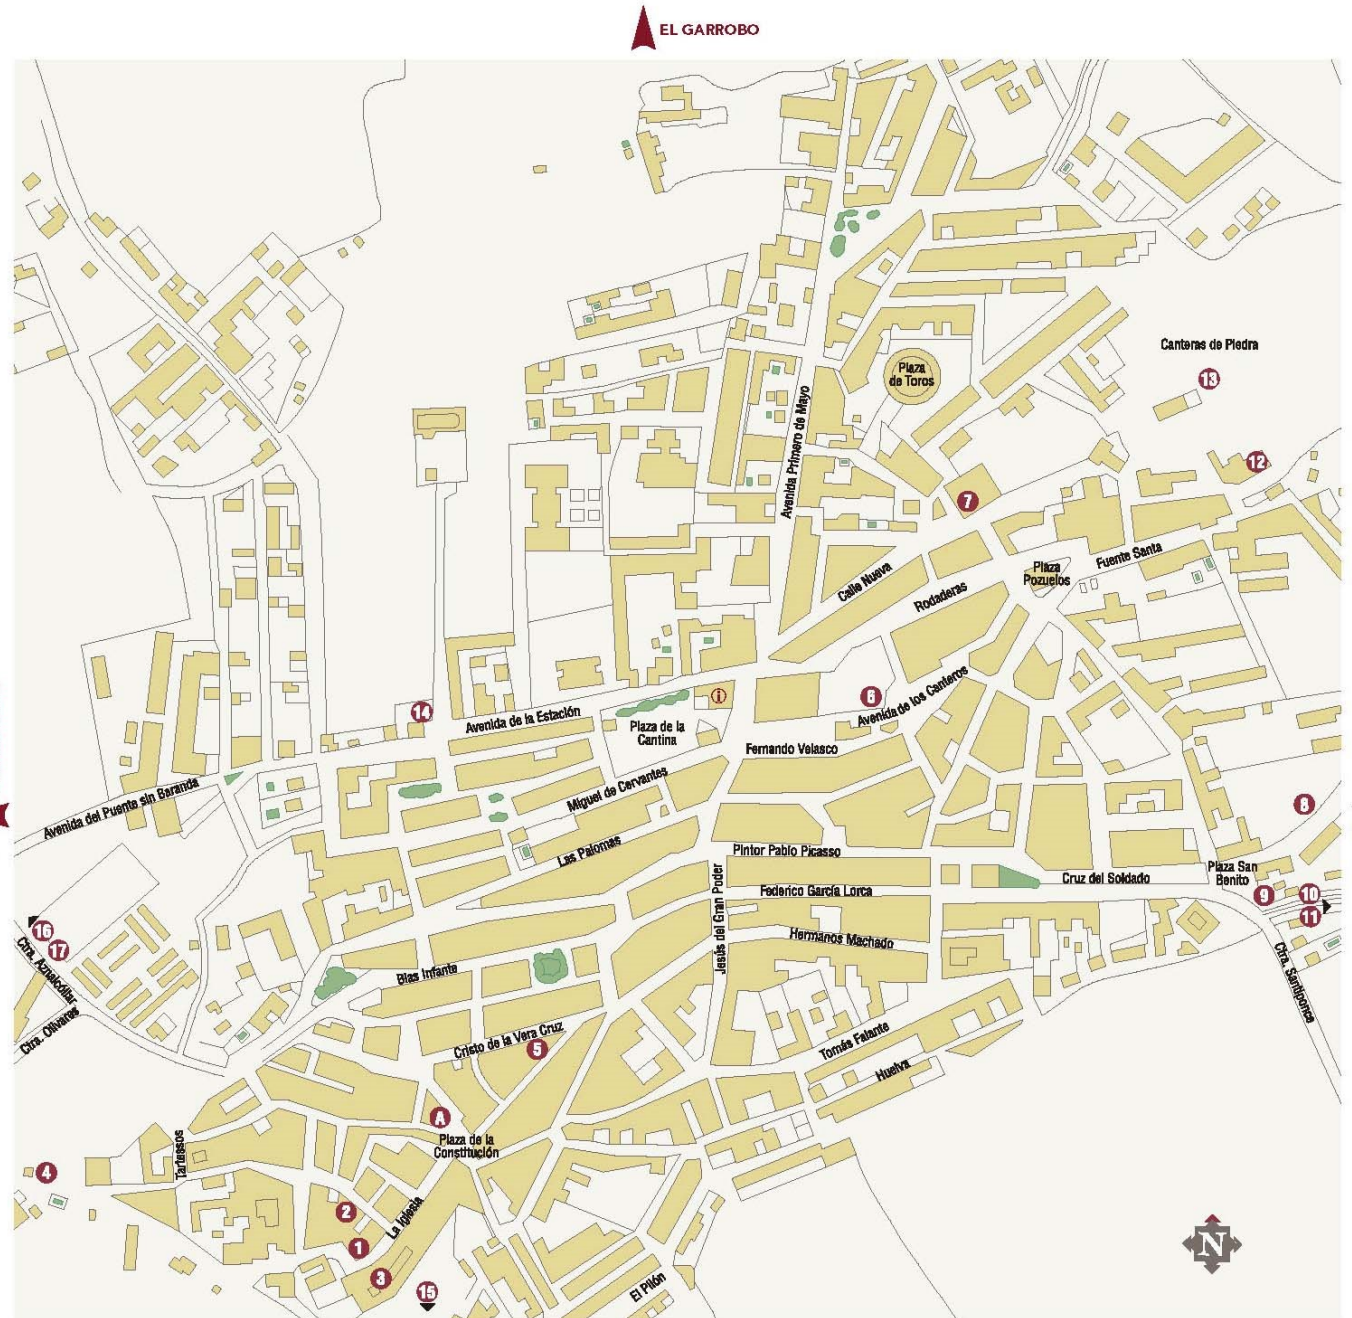 EL GARROBO
Canteras de Piedra
13
Plaza
de Toros
Avenida Primero de Mayo
12
7
Calle Nueva
Rodaderas
Plaza
Pozuelos
Fuente Santa
14
Avenida de la Estación
i
6
Avenida de los Canteros
Plaza de la
Cantina
Fernando Velasco
Avenida del Puente sin Baranda
Miguel de Cervantes
8
Las Palomas
Pintor Pablo Picasso
Jesús del Gran Poder
Federico García Lorca
Cruz del Soldado
Plaza San
Benito
9
10
11
16
17
Ctra. Aznalcóllar
Ctra. Olivares
Hermanos Machado
Blas Infante
Ctra. Santiponce
Cristo de la Vera Cruz
5
Tomás Falante
Huelva
A
Plaza de la
Constitución
Tartessos
4
2
La Iglesia
1
3
15
El Pilón
N